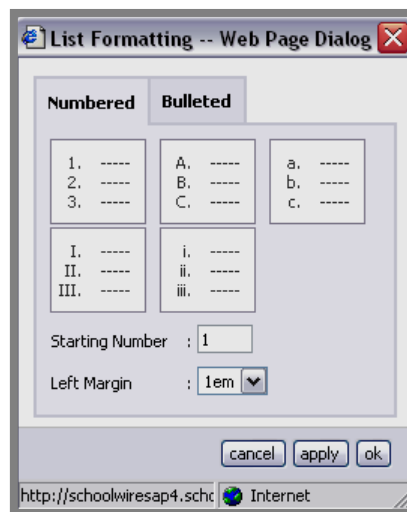 List Formatting -- Web Page Dialog
Numbered Bulleted
1. ----- A. ----- a. -----
2. ----- B. ----- b. -----
3. ----- C. ----- c. -----
I. ----- i. -----
II. ----- ii. -----
III. ----- iii. -----
Starting Number : 1
Left Margin : 1em
cancel apply ok
http://schoolwiresap4.scho Internet